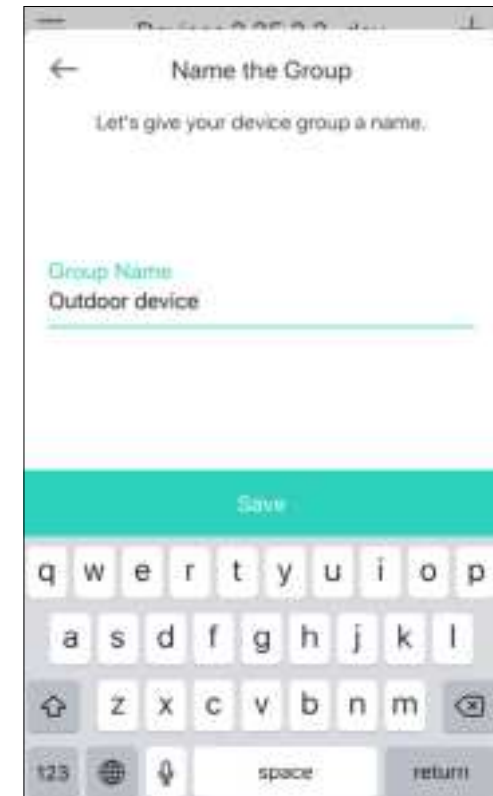 Name the Group
Let's give your device group a name.
Group Name
Outdoor device
Save
q w e r t y u i o p
a s d f g h j k l
z x c v b n m
123 space return